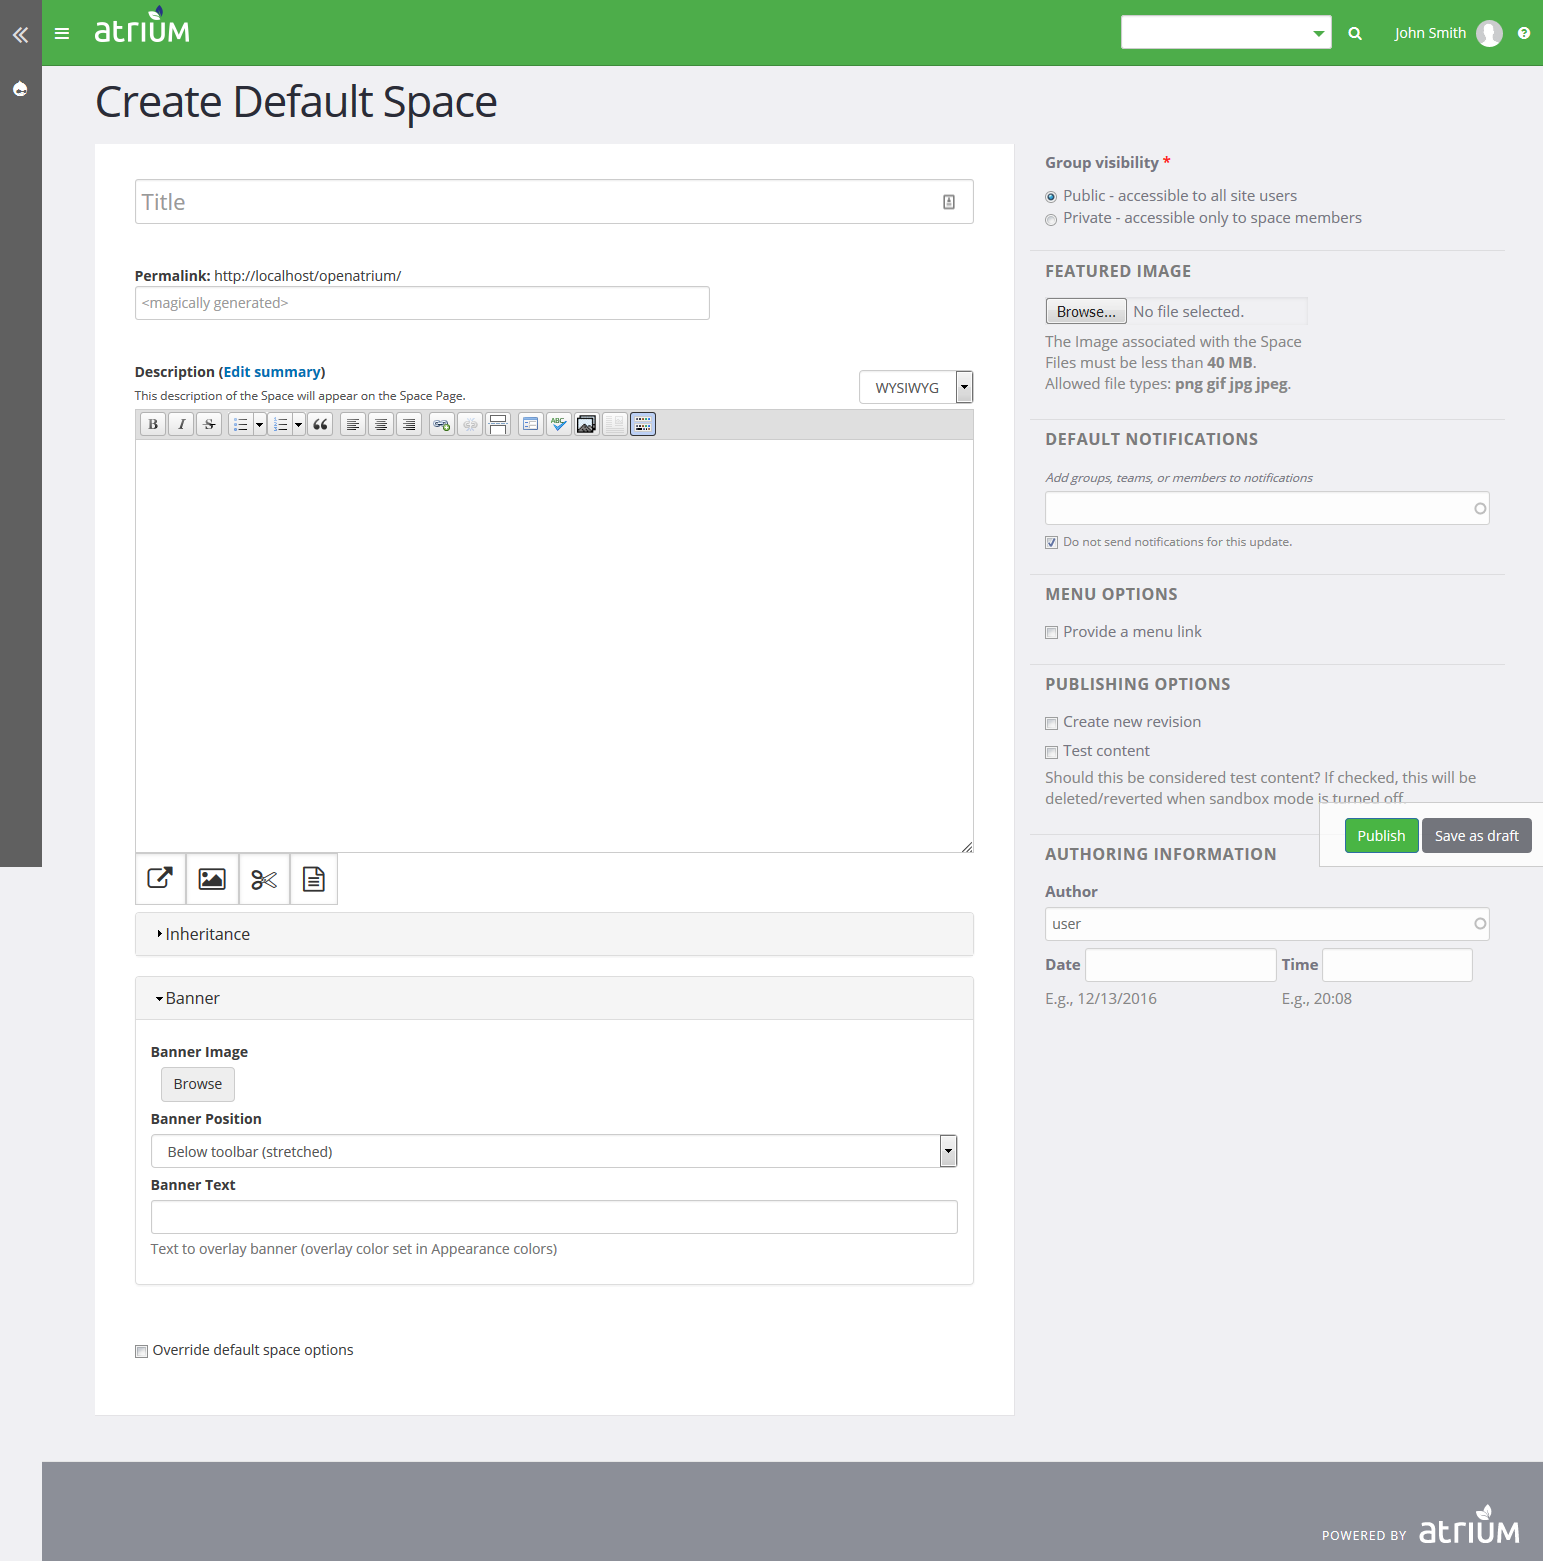 atrium
John Smith
Create Default Space
Title
Permalink: http://localhost/openatrium/
<magically generated>
Description (Edit summary)
This description of the Space will appear on the Space Page.
WYSIWYG
B I S
ABC
Inheritance
Banner
Banner Image
Browse
Banner Position
Below toolbar (stretched)
Banner Text
Text to overlay banner (overlay color set in Appearance colors)
Override default space options
Group visibility *
Public - accessible to all site users
Private - accessible only to space members
FEATURED IMAGE
Browse... No file selected.
The Image associated with the Space
Files must be less than 40 MB.
Allowed file types: png gif jpg jpeg.
DEFAULT NOTIFICATIONS
Add groups, teams, or members to notifications
Do not send notifications for this update.
MENU OPTIONS
Provide a menu link
PUBLISHING OPTIONS
Create new revision
Test content
Should this be considered test content? If checked, this will be
deleted/reverted when sandbox mode is turned off.
Publish Save as draft
AUTHORING INFORMATION
Author
user
Date Time
E.g., 12/13/2016 E.g., 20:08
POWERED BY atrium